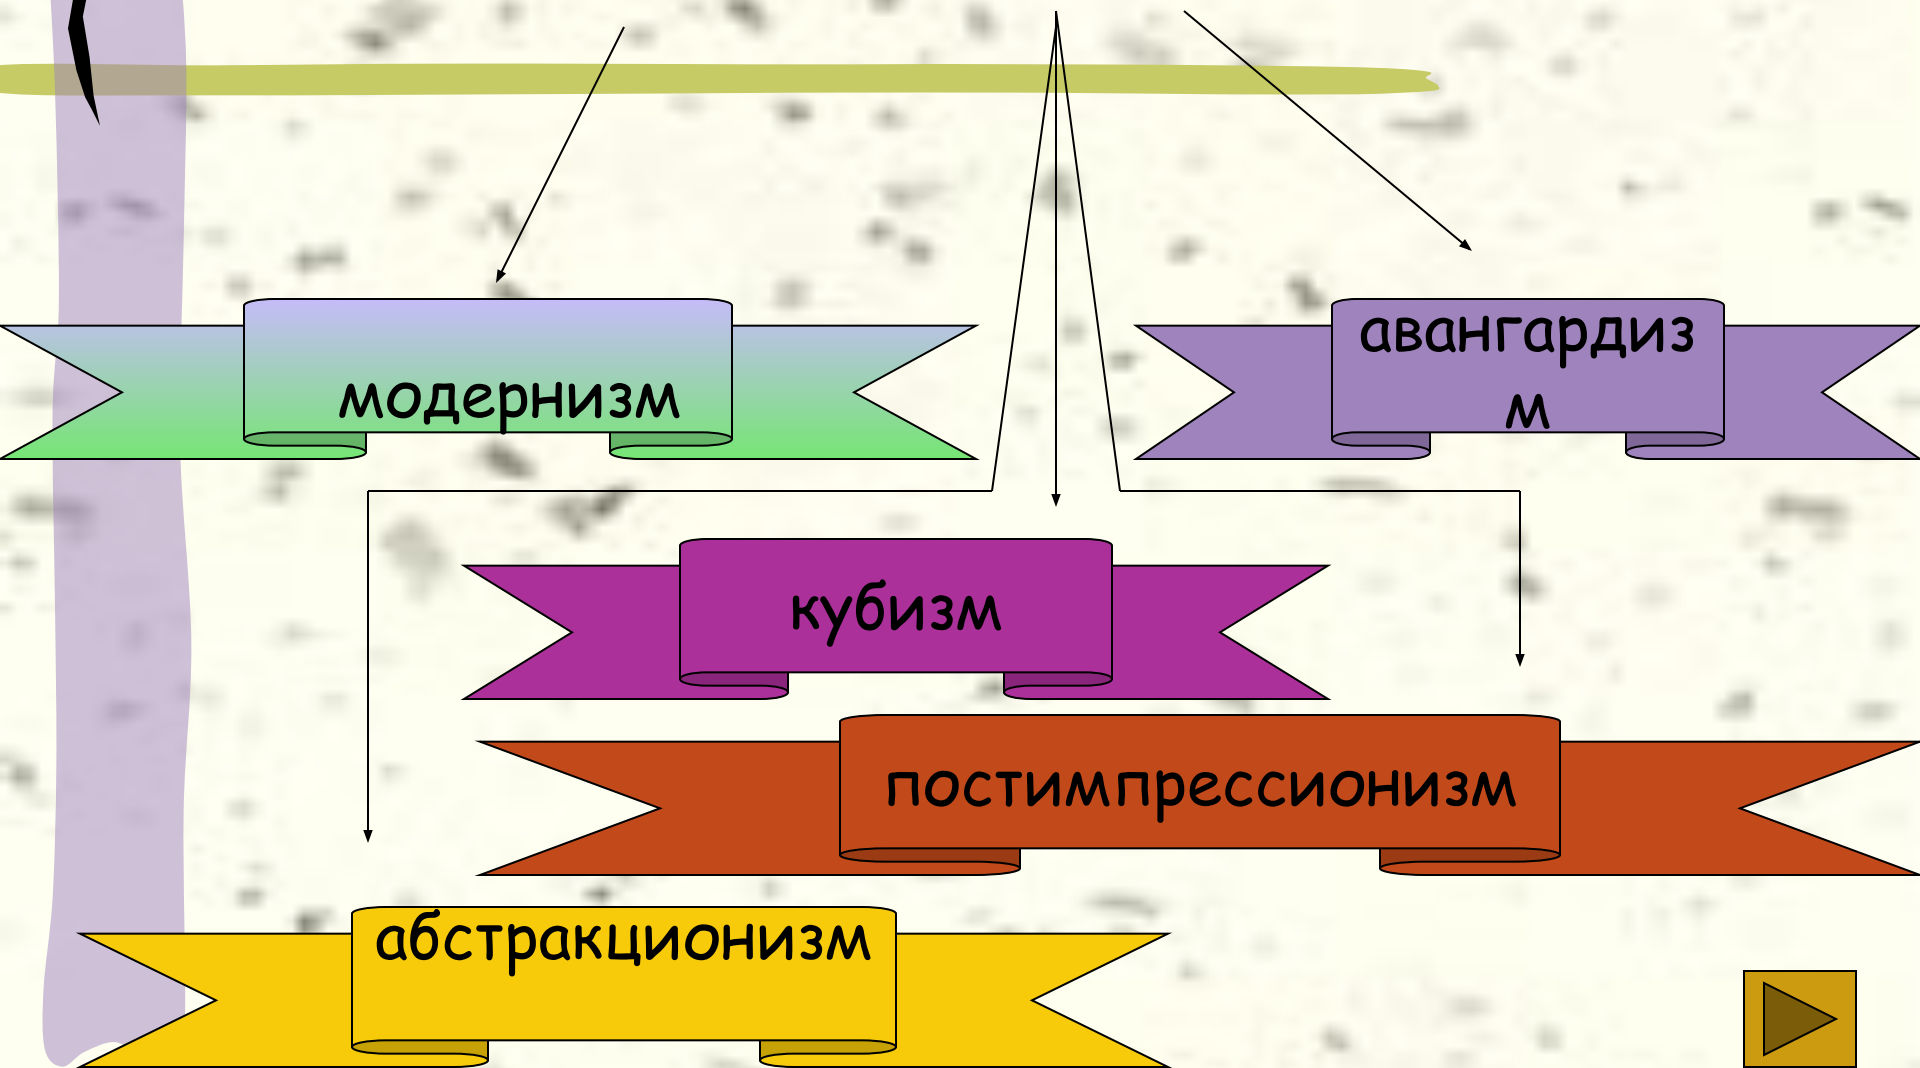 модернизм
авангардиз
м
кубизм
постимпрессионизм
абстракционизм